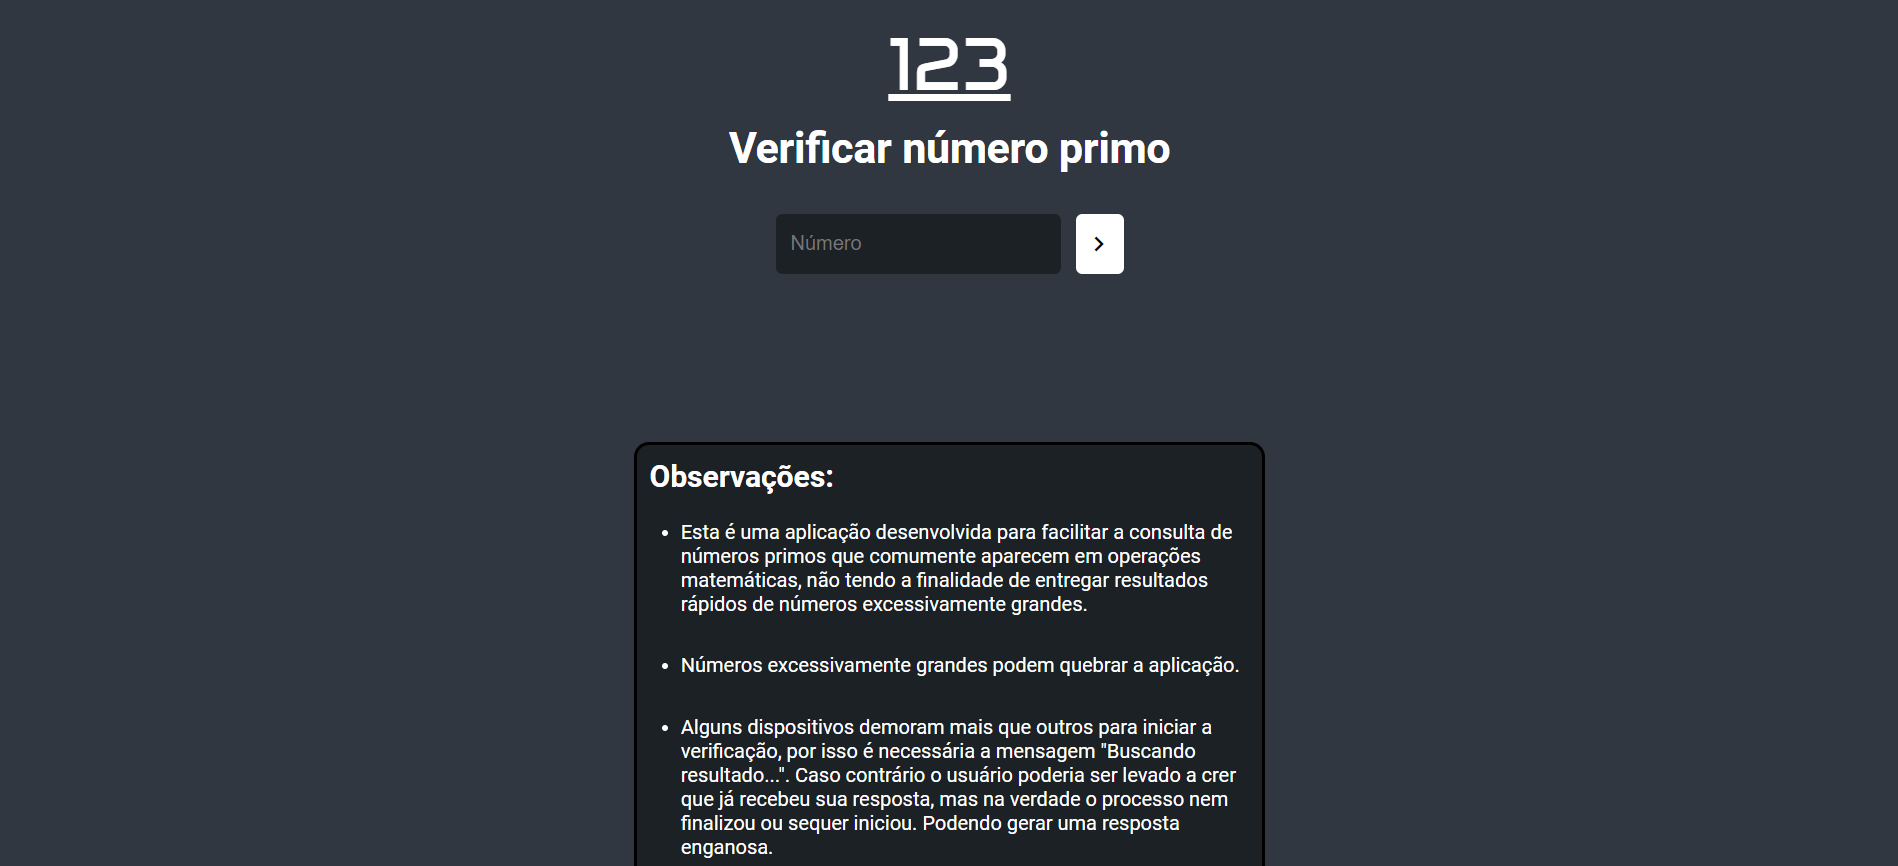 123
Verificar número primo
Número
Observações:
• Esta é uma aplicação desenvolvida para facilitar a consulta de
números primos que comumente aparecem em operações
matemáticas, não tendo a finalidade de entregar resultados
rápidos de números excessivamente grandes.
• Números excessivamente grandes podem quebrar a aplicação.
• Alguns dispositivos demoram mais que outros para iniciar a
verificação, por isso é necessária a mensagem "Buscando
resultado...". Caso contrário o usuário poderia ser levado a crer
que já recebeu sua resposta, mas na verdade o processo nem
finalizou ou sequer iniciou. Podendo gerar uma resposta
enganosa.